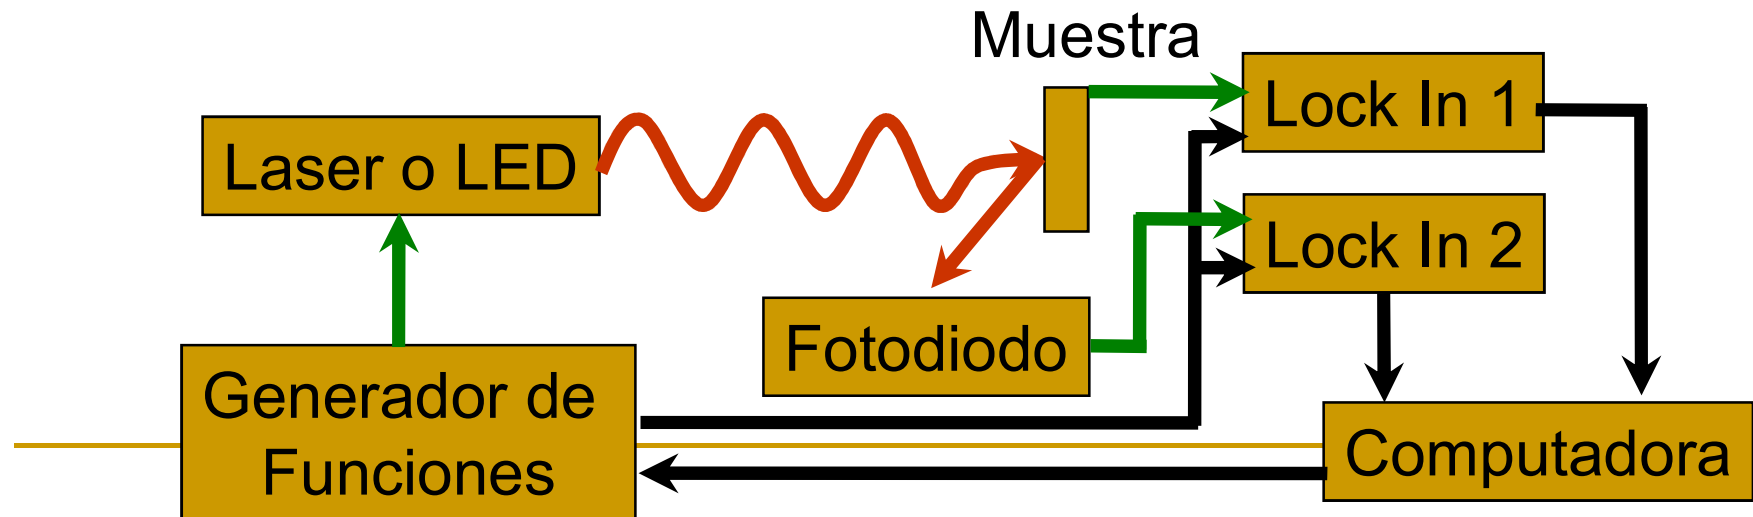 Muestra
Lock In 1
Laser o LED
Lock In 2
Fotodiodo
Generador de
Funciones
Computadora